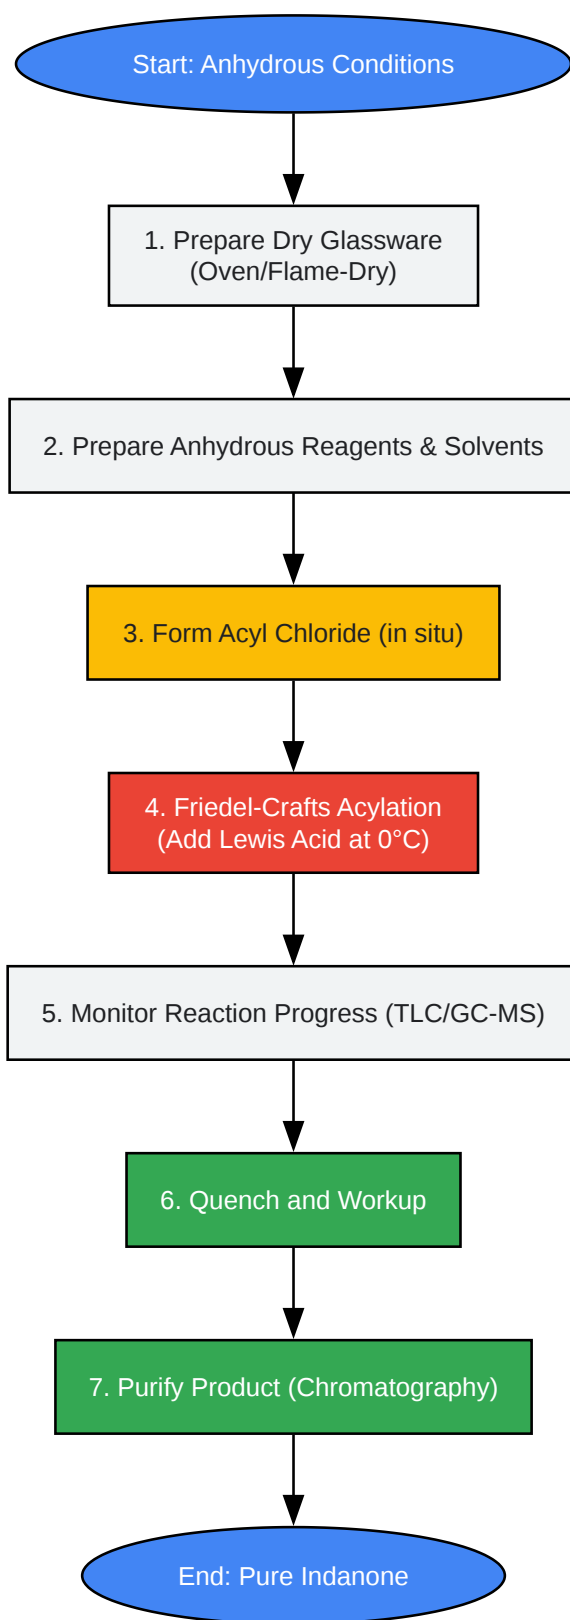 Start: Anhydrous Conditions
1. Prepare Dry Glassware
(Oven/Flame-Dry)
2. Prepare Anhydrous Reagents & Solvents
3. Form Acyl Chloride (in situ)
4. Friedel-Crafts Acylation
(Add Lewis Acid at 0°C)
5. Monitor Reaction Progress (TLC/GC-MS)
6. Quench and Workup
7. Purify Product (Chromatography)
End: Pure Indanone